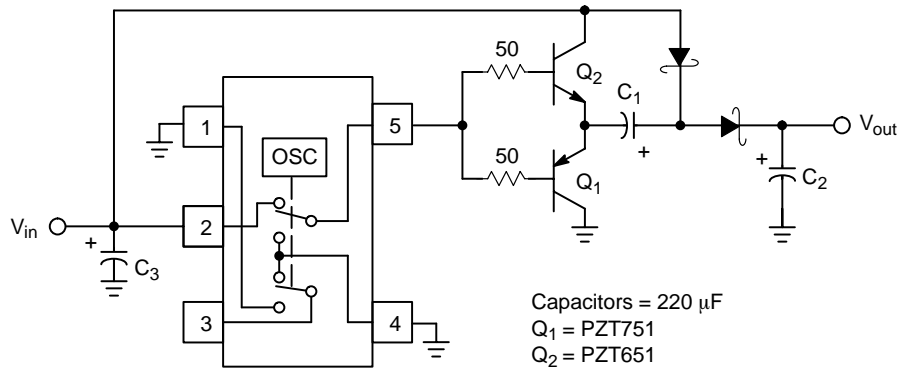 50
Q2
C1
+
Vout
50
Q1
+
C2
1
5
OSC
Vin
2
+
C3
3
4
Capacitors = 220 μF
Q1 = PZT751
Q2 = PZT651